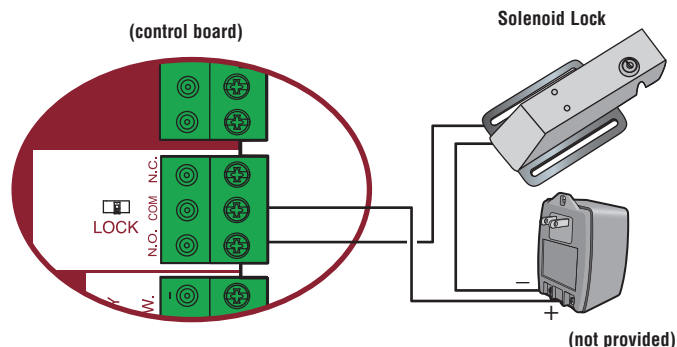 Solenoid Lock
(control board)
N.C.
COM
LOCK
N.O.
Y
W.
-
–
+
(not provided)